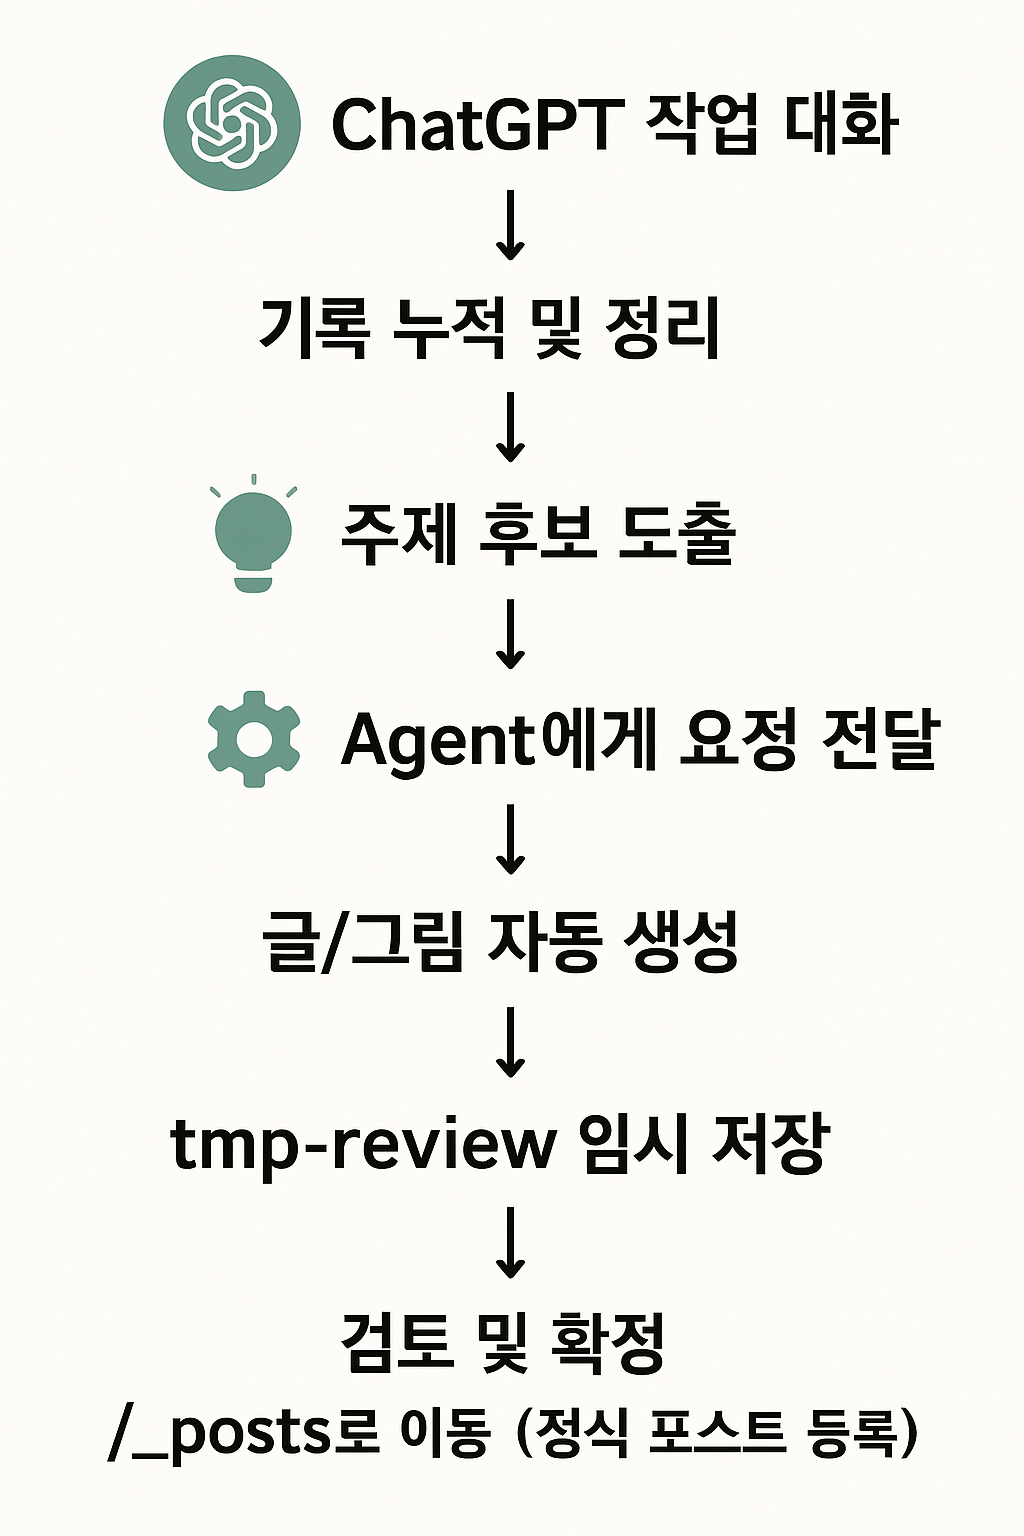 ChatGPT 작업 대화
↓
기록 누적 및 정리
↓
주제 후보 도출
↓
Agent에게 요정 전달
↓
글/그림 자동 생성
↓
tmp-review 임시 저장
↓
검토 및 확정
/_posts로 이동 (정식 포스트 등록)